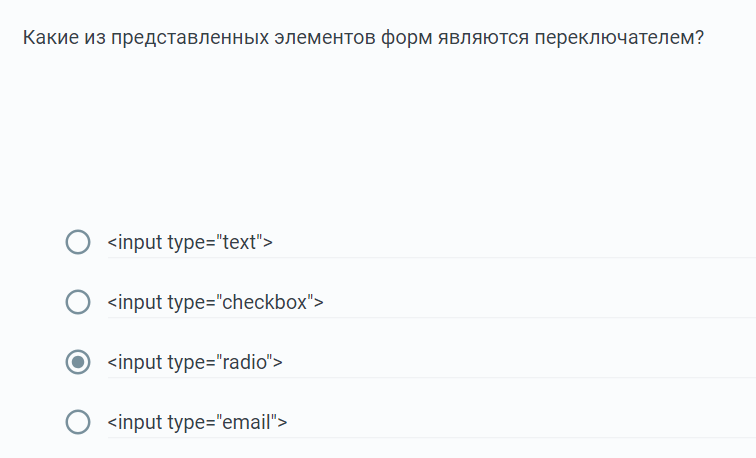 Какие из представленных элементов форм являются переключателем?
<input type="text">
<input type="checkbox">
<input type="radio">
<input type="email">